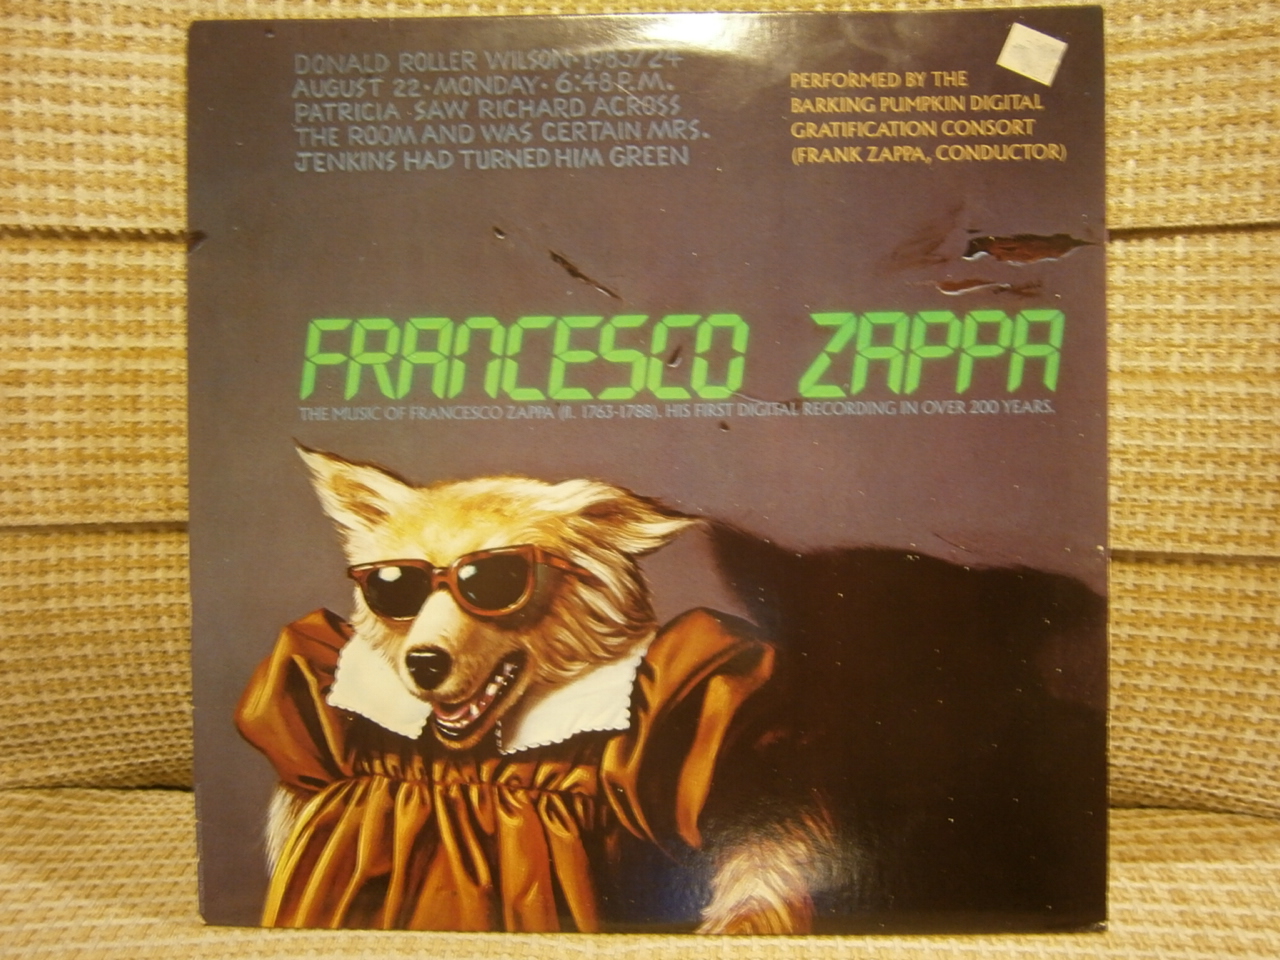 DONALD ROLLER WILSON · 1983/24
AUGUST 22 · MONDAY · 6:48 P.M.
PATRICIA · SAW RICHARD ACROSS
THE ROOM AND WAS CERTAIN MRS.
JENKINS HAD TURNED HIM GREEN
PERFORMED BY THE
BARKING PUMPKIN DIGITAL
GRATIFICATION CONSORT
(FRANK ZAPPA, CONDUCTOR)
FRANCESCO ZAPPA
THE MUSIC OF FRANCESCO ZAPPA (fl. 1763-1788). HIS FIRST DIGITAL RECORDING IN OVER 200 YEARS.